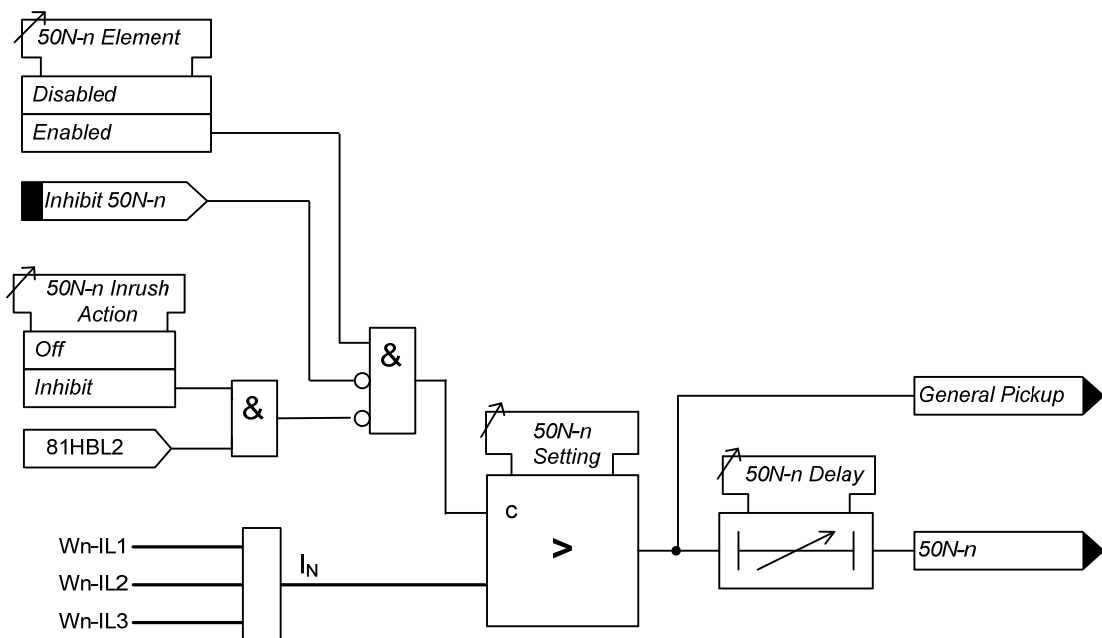 50N-n Element
Disabled
Enabled
Inhibit 50N-n
50N-n Inrush
Action
Off
Inhibit
81HBL2
&
&
50N-n
Setting
c
>
Wn-IL1
Wn-IL2
Wn-IL3
IN
General Pickup
50N-n Delay
50N-n